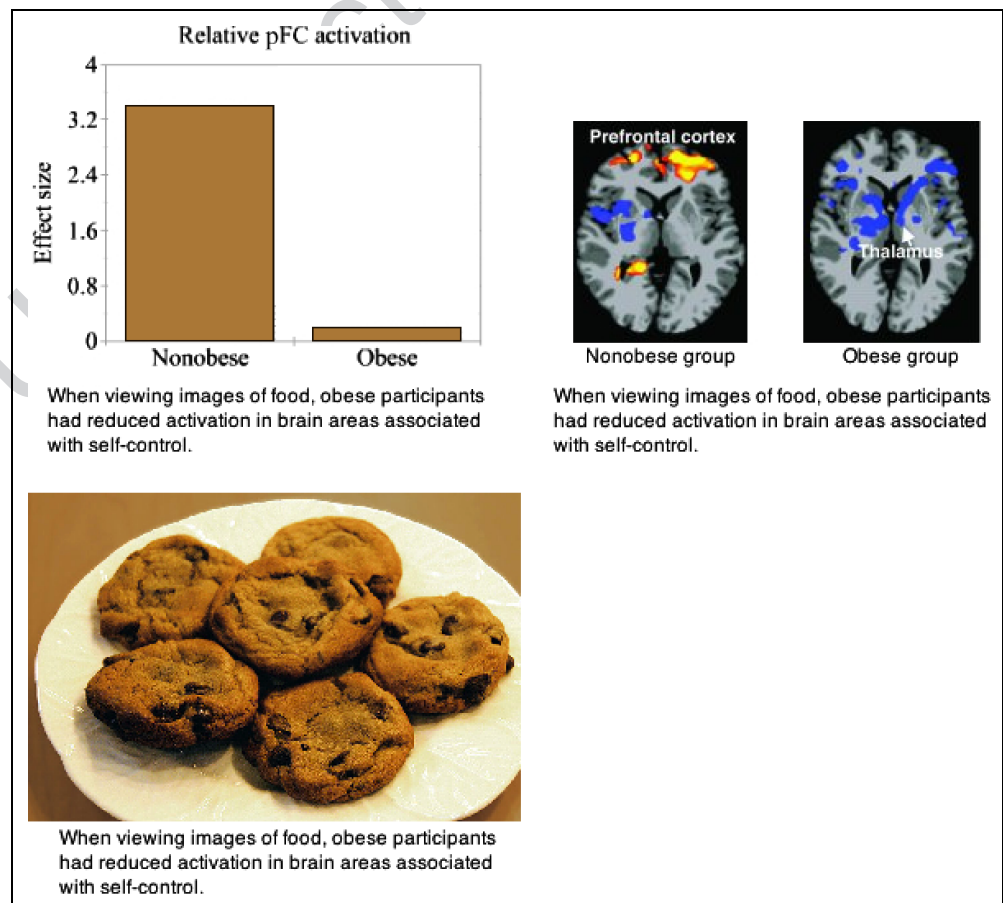 Relative pFC activation
4
3.2
2.4
1.6
0.8
0
Effect size
Nonobese
Obese
When viewing images of food, obese participants
had reduced activation in brain areas associated
with self-control.
Prefrontal cortex
Thalamus
Nonobese group
Obese group
When viewing images of food, obese participants
had reduced activation in brain areas associated
with self-control.
When viewing images of food, obese participants
had reduced activation in brain areas associated
with self-control.